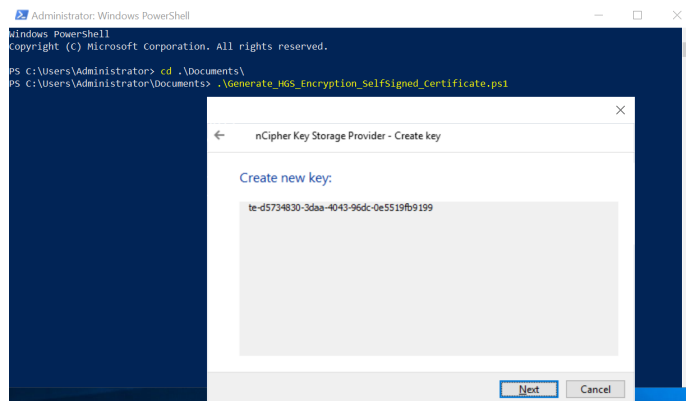 Administrator: Windows PowerShell
Windows PowerShell
Copyright (C) Microsoft Corporation. All rights reserved.
PS C:\Users\Administrator> cd .\Documents\
PS C:\Users\Administrator\Documents> .\Generate_HGS_Encryption_SelfSigned_Certificate.ps1
nCipher Key Storage Provider - Create key
Create new key:
te-d5734830-3daa-4043-96dc-0e5519fb9199
Next
Cancel